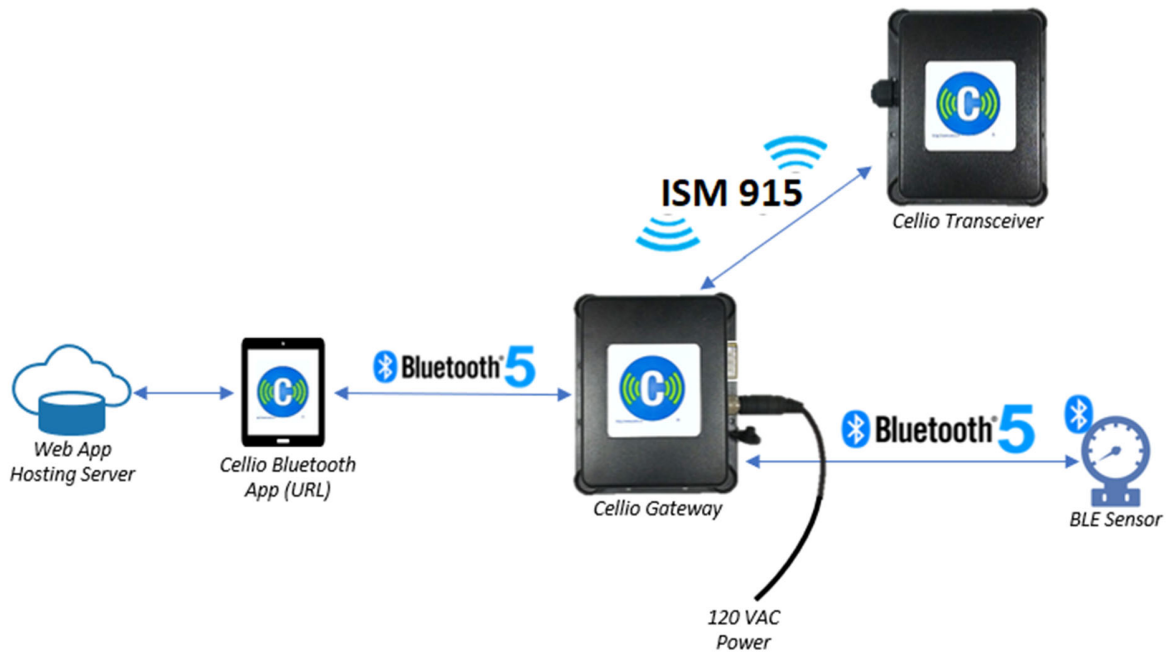 ISM 915
C
Cellio Transceiver
Bluetooth® 5
C
C
Bluetooth® 5
Web App
Hosting Server
Cellio Bluetooth
App (URL)
Cellio Gateway
BLE Sensor
120 VAC
Power